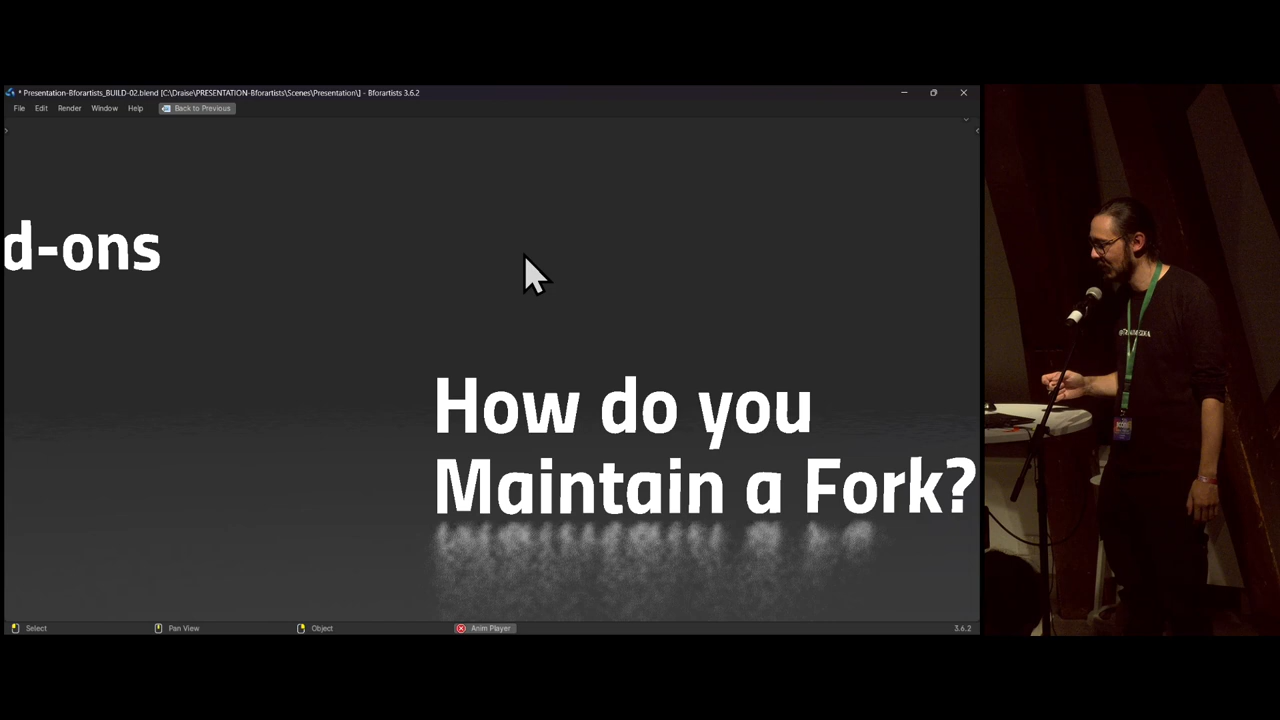 * Presentation-Bforartists_BUILD-02.blend [C:\Draise\PRESENTATION-Bforartists\Scenes\Presentation\] - Bforartists 3.6.2
File Edit Render Window Help Back to Previous
d-ons
How do you
Maintain a Fork?
Select Pan View Object Anim Player 3.6.2